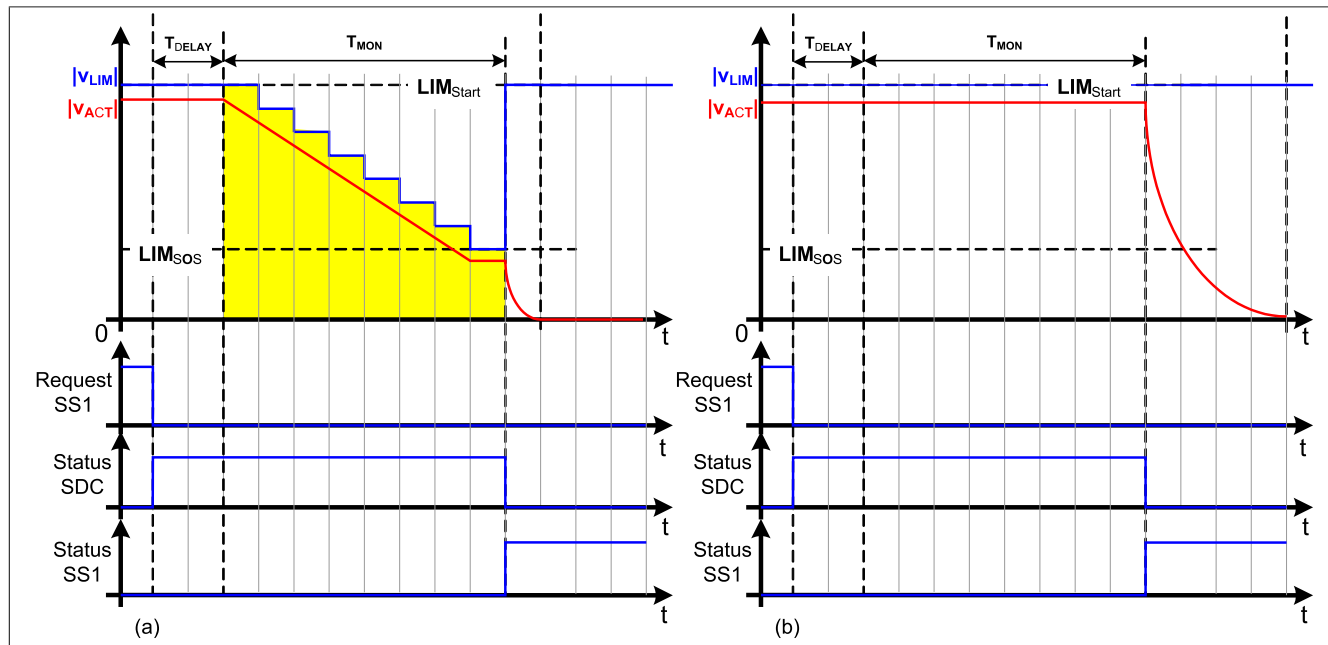 TDELAY
TMON
|vLIM|
LIMStart
|vACT|
LIMSOS
0
t
Request
SS1
t
Status
SDC
t
Status
SS1
t
(a)
TDELAY
TMON
|vLIM|
LIMStart
|vACT|
LIMSOS
0
t
Request
SS1
t
Status
SDC
t
Status
SS1
t
(b)